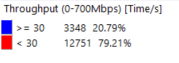 Throughput (0-700Mbps) [Time/s]
>= 30 3348 20.79%
< 30 12751 79.21%